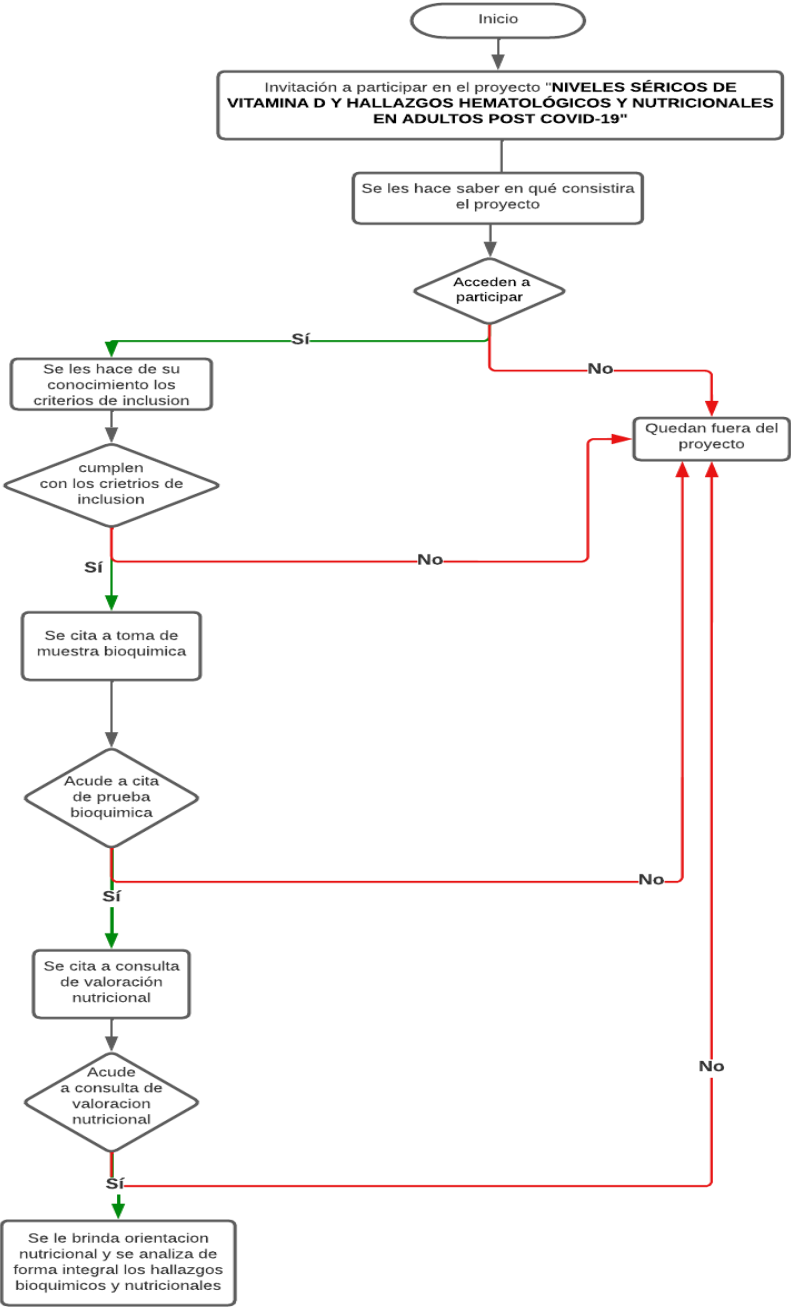 Inicio
Invitación a participar en el proyecto "NIVELES SÉRICOS DE
VITAMINA D Y HALLAZGOS HEMATOLÓGICOS Y NUTRICIONALES
EN ADULTOS POST COVID-19"
Se les hace saber en qué consistira
el proyecto
Acceden a
participar
Sí
No
Se les hace de su
conocimiento los
criterios de inclusion
Quedan fuera del
proyecto
cumplen
con los crietrios de
inclusion
No
Sí
Se cita a toma de
muestra bioquimica
Acude a cita
de prueba
bioquimica
No
Sí
Se cita a consulta
de valoración
nutricional
Acude
a consulta de
valoracion
nutricional
No
Sí
Se le brinda orientacion
nutricional y se analiza de
forma integral los hallazgos
bioquimicos y nutricionales